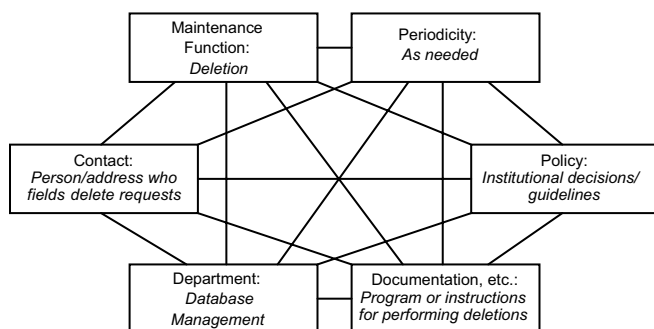 Maintenance
Function:
Deletion
Periodicity:
As needed
Contact:
Person/address who
fields delete requests
Policy:
Institutional decisions/
guidelines
Department:
Database
Management
Documentation, etc.:
Program or instructions
for performing deletions